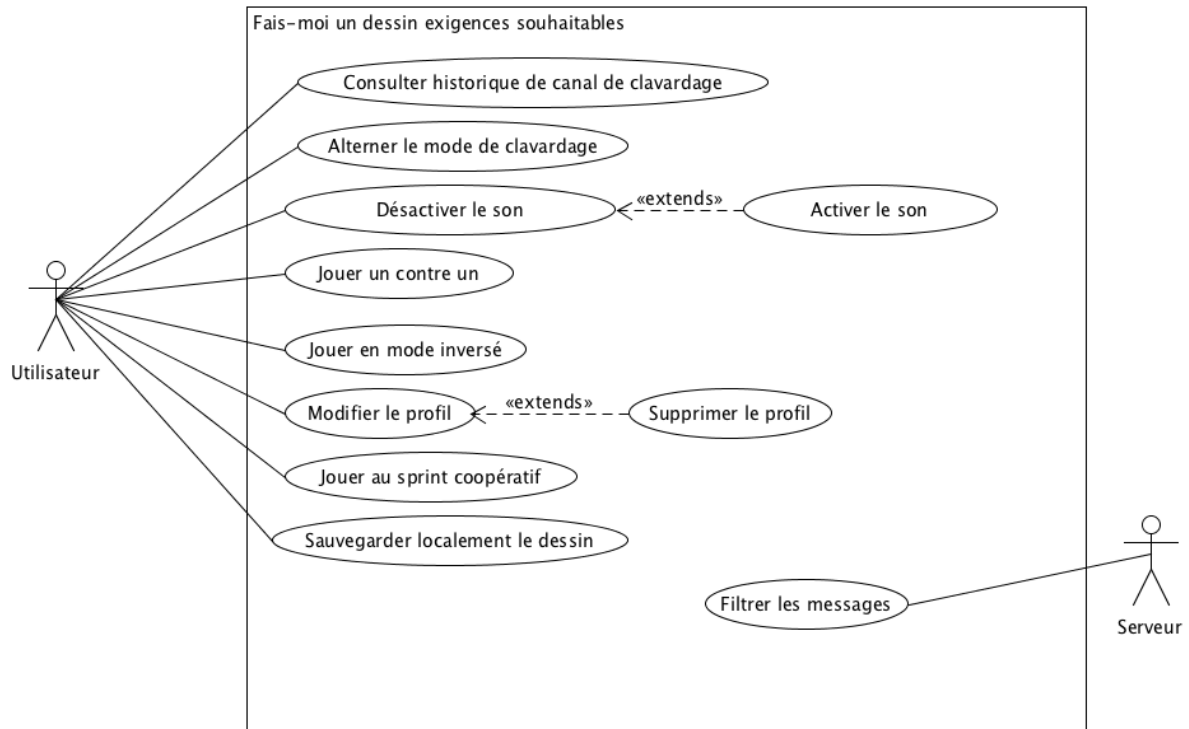 Fais-moi un dessin exigences souhaitables
Consulter historique de canal de clavardage
Alterner le mode de clavardage
Désactiver le son
«extends»
Activer le son
Jouer un contre un
Jouer en mode inversé
Utilisateur
Modifier le profil
«extends»
Supprimer le profil
Jouer au sprint coopératif
Sauvegarder localement le dessin
Filtrer les messages
Serveur